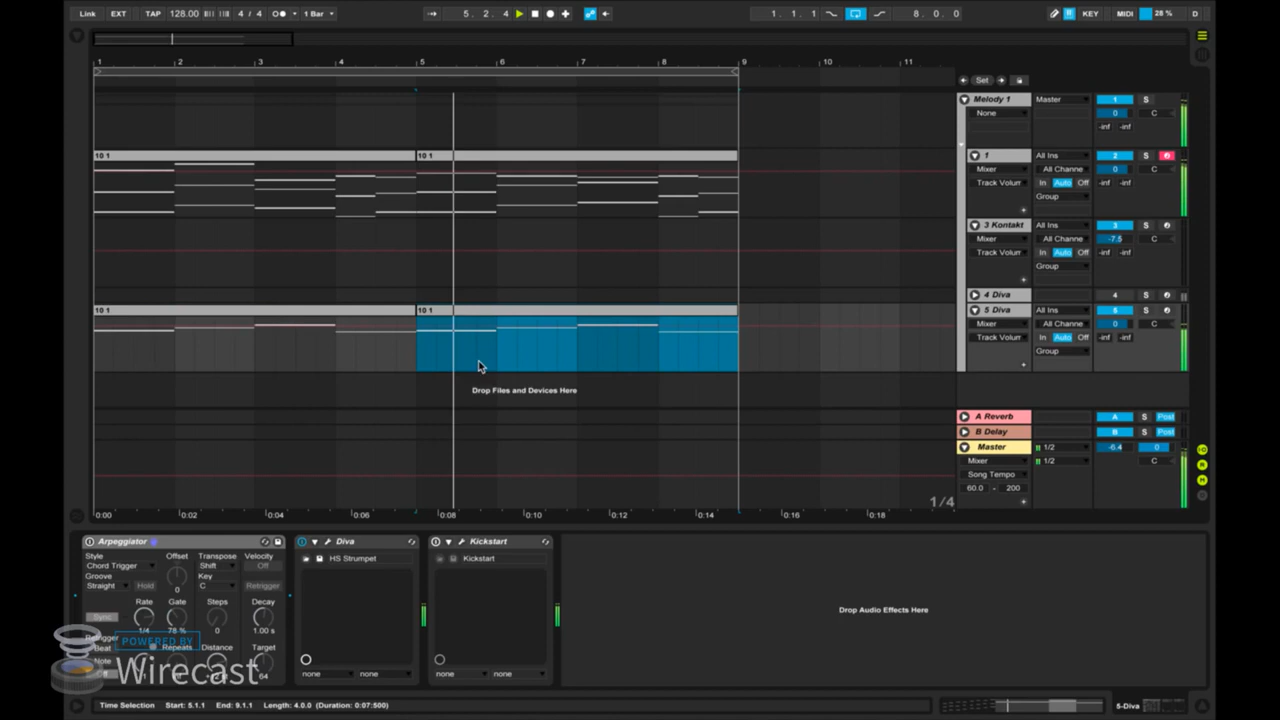 Link EXT TAP 128.00 4 / 4 1 Bar 5. 2. 4 1. 1. 1 8. 0. 0 KEY MIDI 28 % D
1 2 3 4 5 6 7 8 9 10 11
Set
Melody 1 Master 1 S
None 0 C
-inf -inf
10 1 10 1 1 All Ins 2 S
Mixer All Channe 0 C
Track Volum In Auto Off -inf -inf
Group
3 Kontakt All Ins 3 S
Mixer All Channe -7.5 C
Track Volum In Auto Off -inf -inf
Group
4 Diva 4 S
10 1 10 1 5 Diva All Ins 5 S
Mixer All Channe 0 C
Track Volum In Auto Off -inf -inf
Group
Drop Files and Devices Here
A Reverb A S Post
B Delay B S Post
Master 1/2 -6.4 0
Mixer 1/2 C
Song Tempo
60.0 - 200
1/4
0:00 0:02 0:04 0:06 0:08 0:10 0:12 0:14 0:16 0:18
Arpeggiator Diva Kickstart
Style Offset Transpose Velocity
Chord Trigger Shift Off HS Strumpet Kickstart
Groove Key
Straight Hold 0 C Retrigger
Rate Gate Steps Decay
Sync
1/4 78 % 0 1.00 s
Drop Audio Effects Here
Retrigger
POWERED BY
Beat Repeats Distance Target
Note
Wirecast
64
none none none none
Time Selection Start: 5.1.1 End: 9.1.1 Length: 4.0.0 (Duration: 0:07:500) 5-Diva